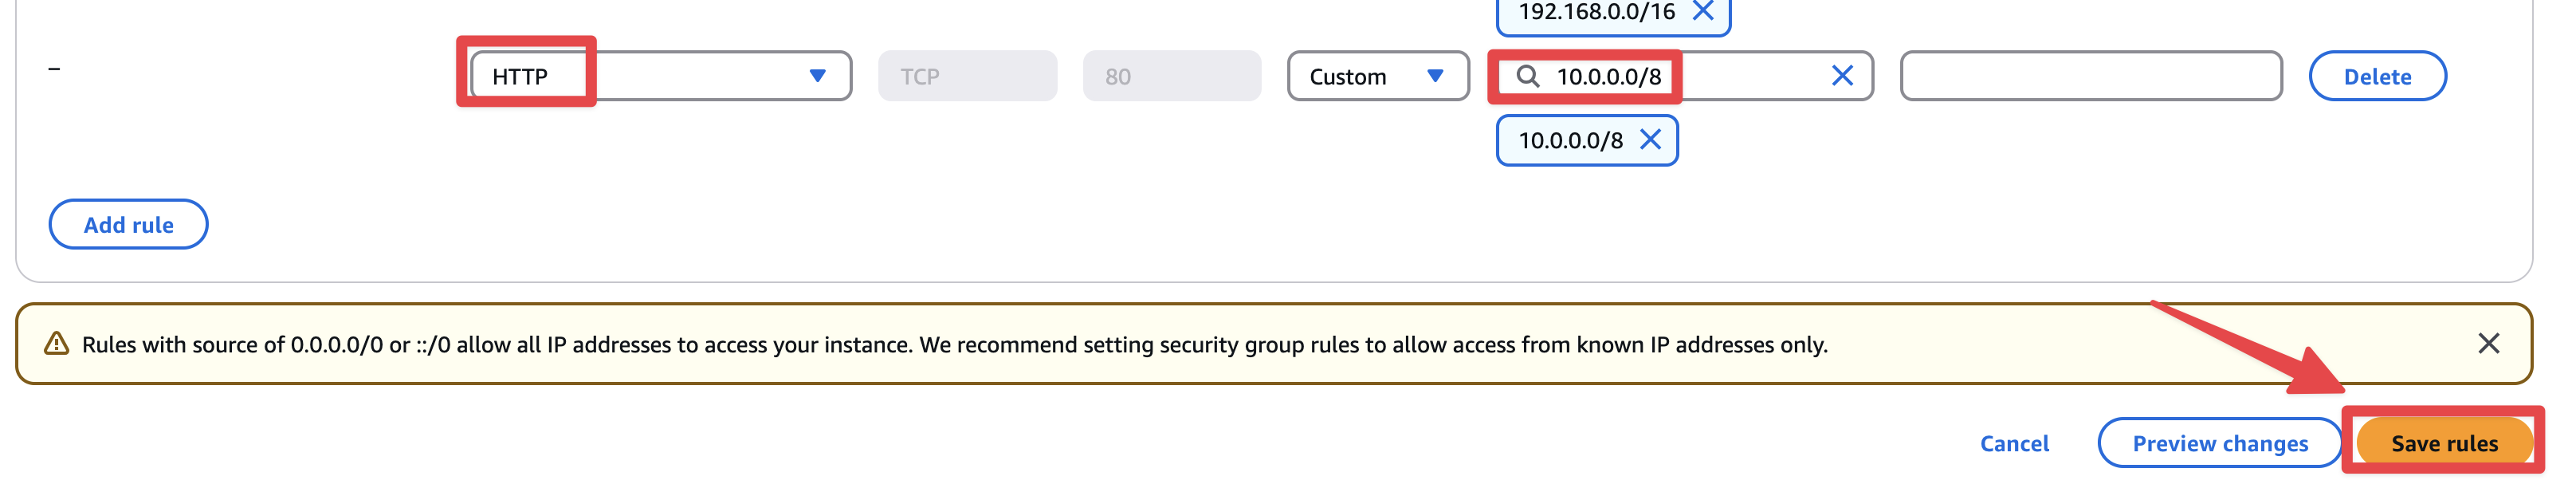 192.168.0.0/16
–
HTTP
TCP
80
Custom
10.0.0.0/8
Delete
10.0.0.0/8
Add rule
Rules with source of 0.0.0.0/0 or ::/0 allow all IP addresses to access your instance. We recommend setting security group rules to allow access from known IP addresses only.
Cancel
Preview changes
Save rules